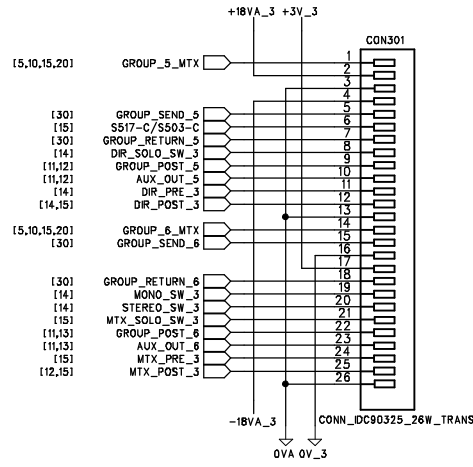 +18VA_3 +3V_3
CON301
[5,10,15,20] GROUP_5_MTX 1
2
3
4
[30] GROUP_SEND_5 5
[15] S517-C/S503-C 6
[30] GROUP_RETURN_5 7
[14] DIR_SOLO_SW_3 8
[11,12] GROUP_POST_5 9
[11,12] AUX_OUT_5 10
[14] DIR_PRE_3 11
[14,15] DIR_POST_3 12
13
[5,10,15,20] GROUP_6_MTX 14
[30] GROUP_SEND_6 15
16
17
[30] GROUP_RETURN_6 18
[14] MONO_SW_3 19
[14] STEREO_SW_3 20
[15] MTX_SOLO_SW_3 21
[11,13] GROUP_POST_6 22
[11,13] AUX_OUT_6 23
[15] MTX_PRE_3 24
[12,15] MTX_POST_3 25
26
-18VA_3 CONN_IDC90325_26W_TRANS
0VA 0V_3